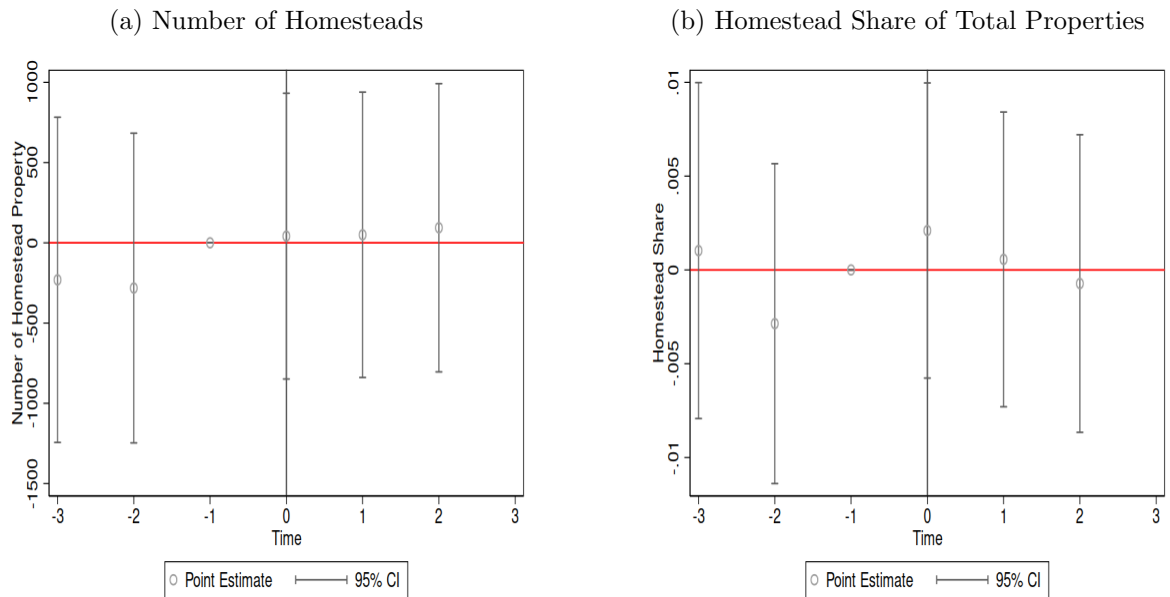 (a) Number of Homesteads
Number of Homestead Property
1000
500
0
-500
-1000
-1500
-3 -2 -1 0 1 2 3
Time
Point Estimate 95% CI
(b) Homestead Share of Total Properties
Homestead Share
.01
.005
0
-.005
-.01
-3 -2 -1 0 1 2 3
Time
Point Estimate 95% CI